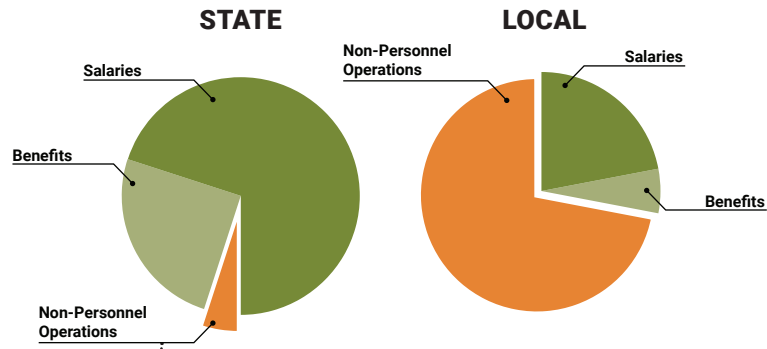 STATE
Salaries
Benefits
Non-Personnel
Operations
LOCAL
Non-Personnel
Operations
Salaries
Benefits